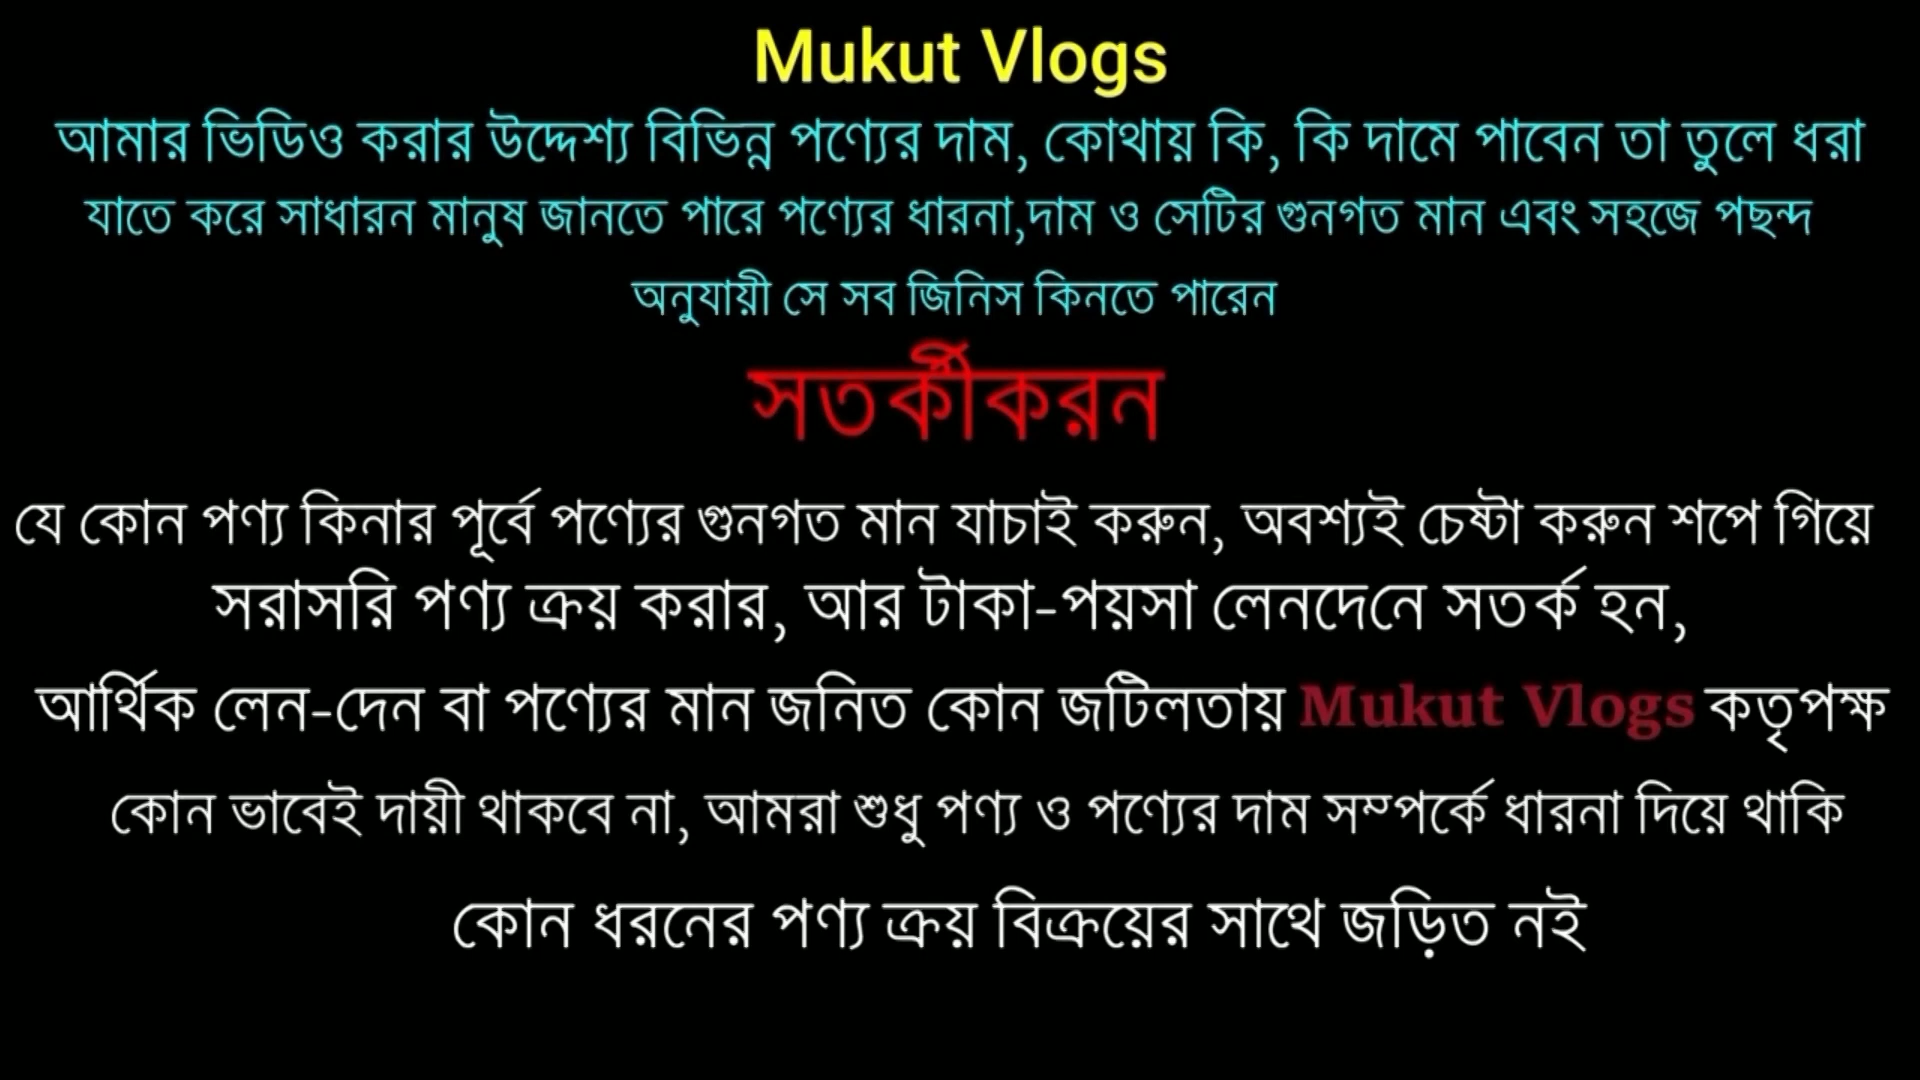 Mukut Vlogs
আমার ভিডিও করার উদ্দেশ্য বিভিন্ন পণ্যের দাম, কোথায় কি, কি দামে পাবেন তা তুলে ধরা
যাতে করে সাধারন মানুষ জানতে পারে পণ্যের ধারনা,দাম ও সেটির গুনগত মান এবং সহজে পছন্দ
অনুযায়ী সে সব জিনিস কিনতে পারেন
সতর্কীকরন
যে কোন পণ্য কিনার পূর্বে পণ্যের গুনগত মান যাচাই করুন, অবশ্যই চেষ্টা করুন শপে গিয়ে
সরাসরি পণ্য ক্রয় করার, আর টাকা-পয়সা লেনদেনে সতর্ক হন,
আর্থিক লেন-দেন বা পণ্যের মান জনিত কোন জটিলতায় Mukut Vlogs কতৃপক্ষ
কোন ভাবেই দায়ী থাকবে না, আমরা শুধু পণ্য ও পণ্যের দাম সম্পর্কে ধারনা দিয়ে থাকি
কোন ধরনের পণ্য ক্রয় বিক্রয়ের সাথে জড়িত নই